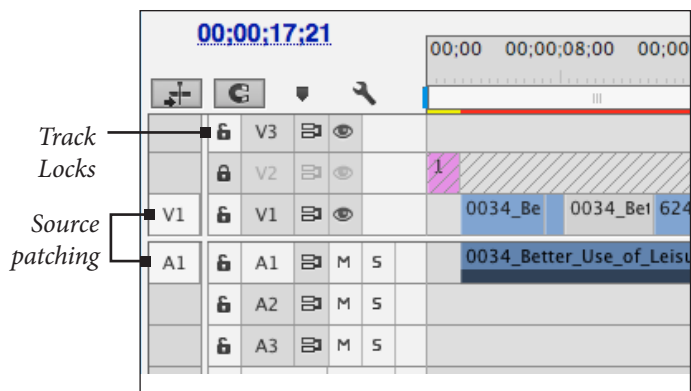 00;00;17;21
00;00 00;00;08;00 00;00
Track Locks
V3
V2
1
Source patching
V1 V1 0034_Be 0034_Bet 624
A1 A1 M S 0034_Better_Use_of_Leisu
A2 M S
A3 M S